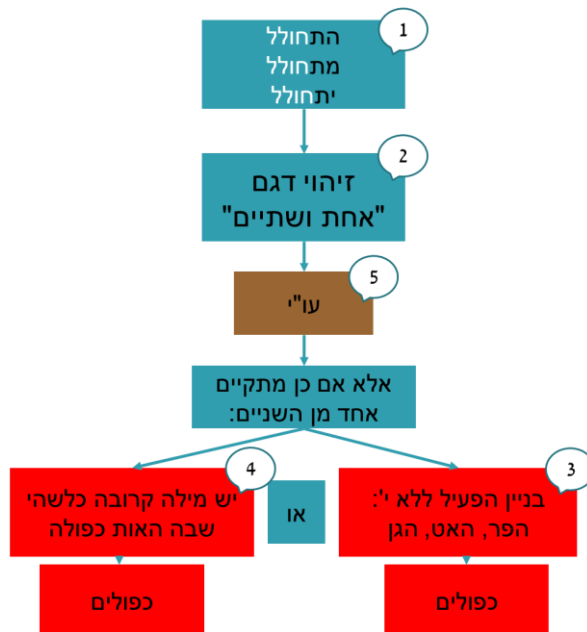 1
התחולל
מתחולל
יתחולל
2
זיהוי דגם
"אחת ושתיים"
5
עו"י
אלא אם כן מתקיים
אחד מן השניים:
3
בניין הפעיל ללא י':
הפר, האט, הגן
או
4
יש מילה קרובה כלשהי
שבה האות כפולה
כפולים
כפולים